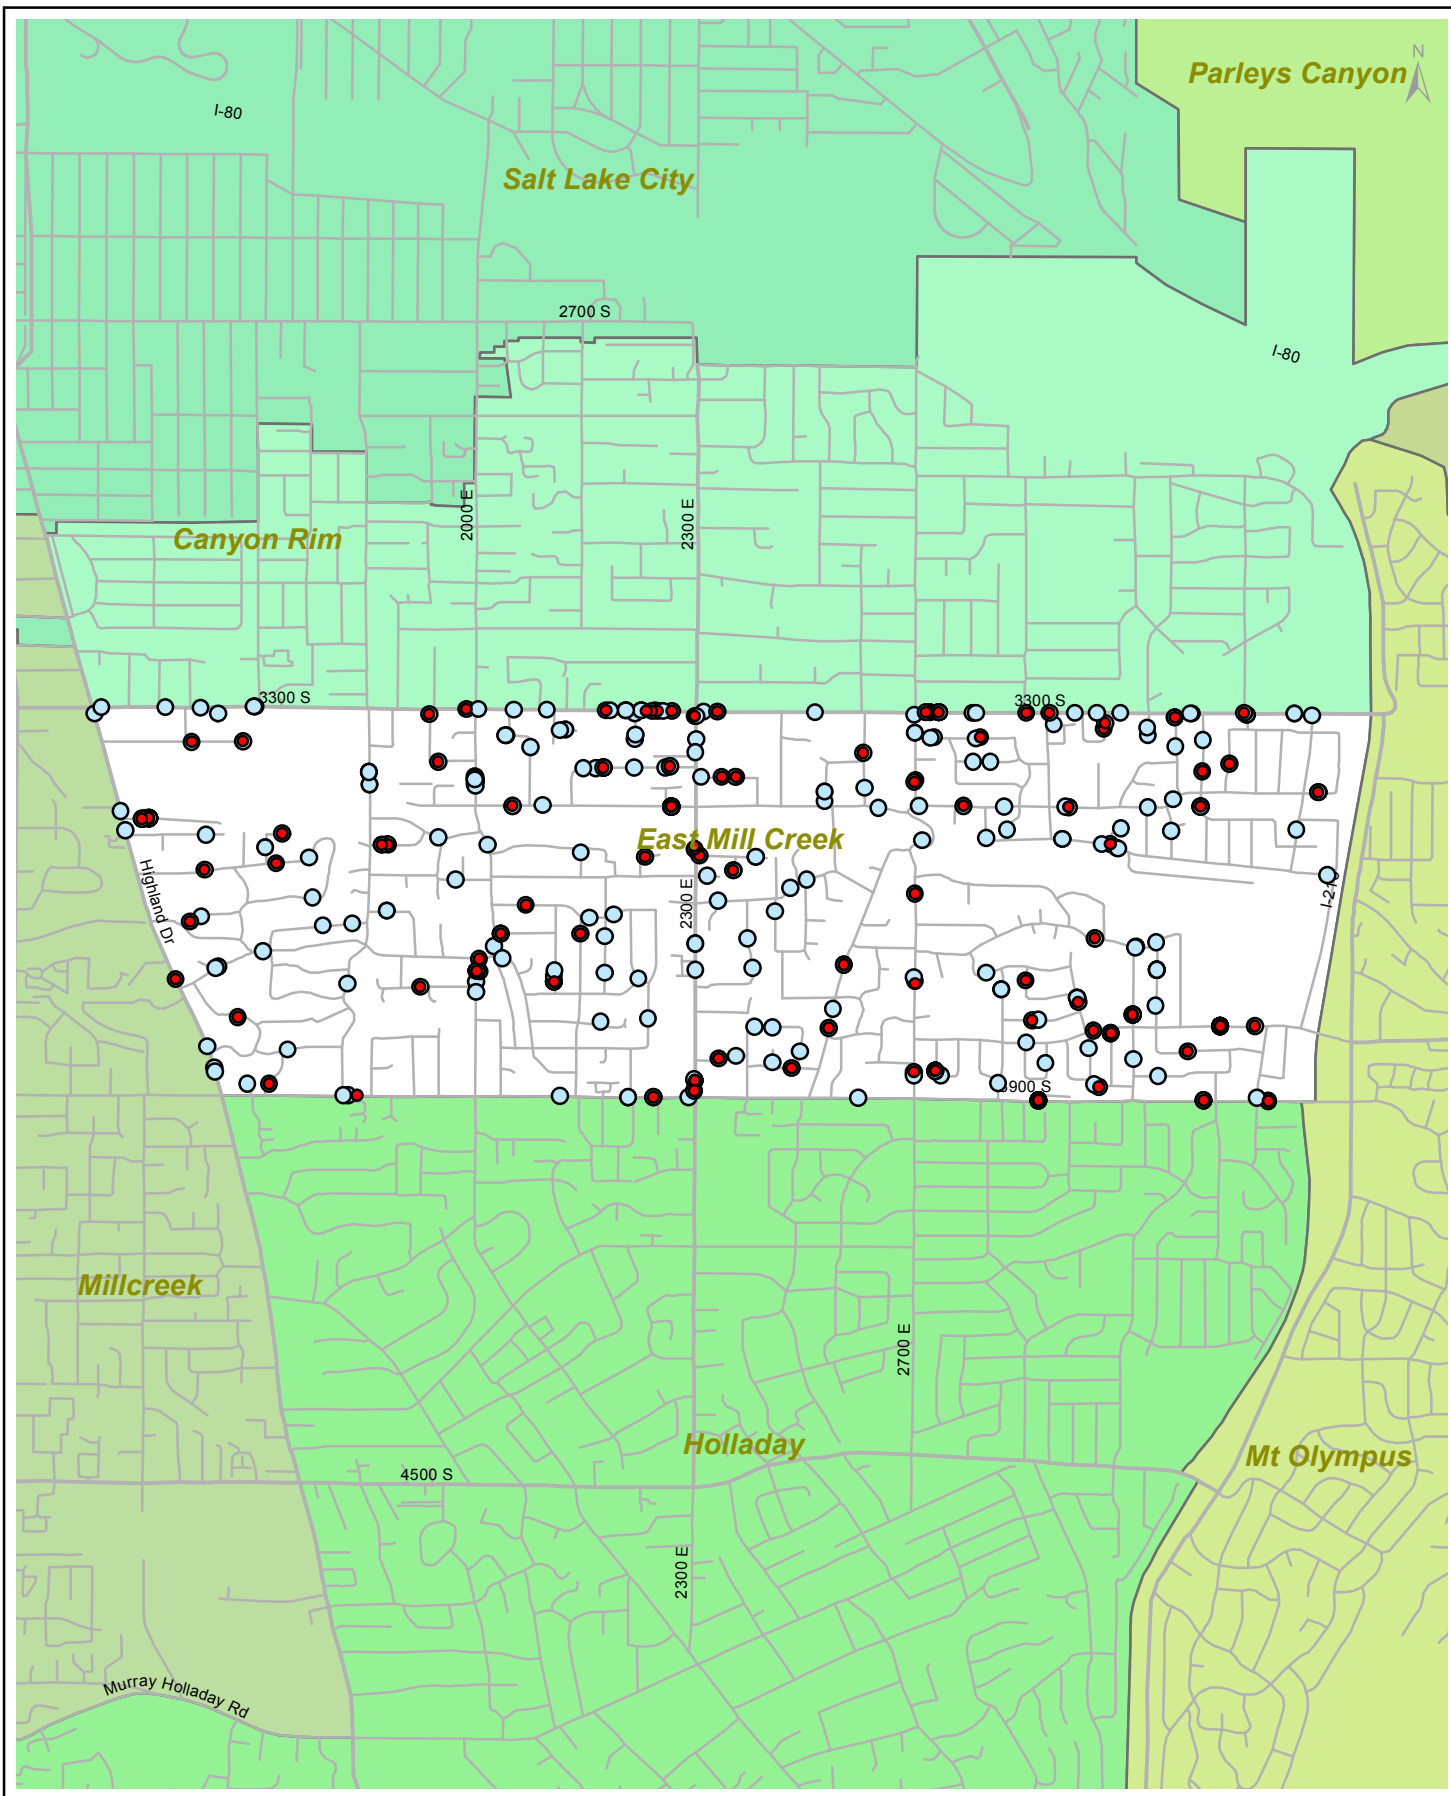 N
Parleys Canyon
I-80
Salt Lake City
2700 S
I-80
2000 E
2300 E
Canyon Rim
3300 S
3300 S
East Mill Creek
Highland Dr
2300 E
I-215
3900 S
Millcreek
2700 E
Holladay
Mt Olympus
4500 S
2300 E
Murray Holladay Rd